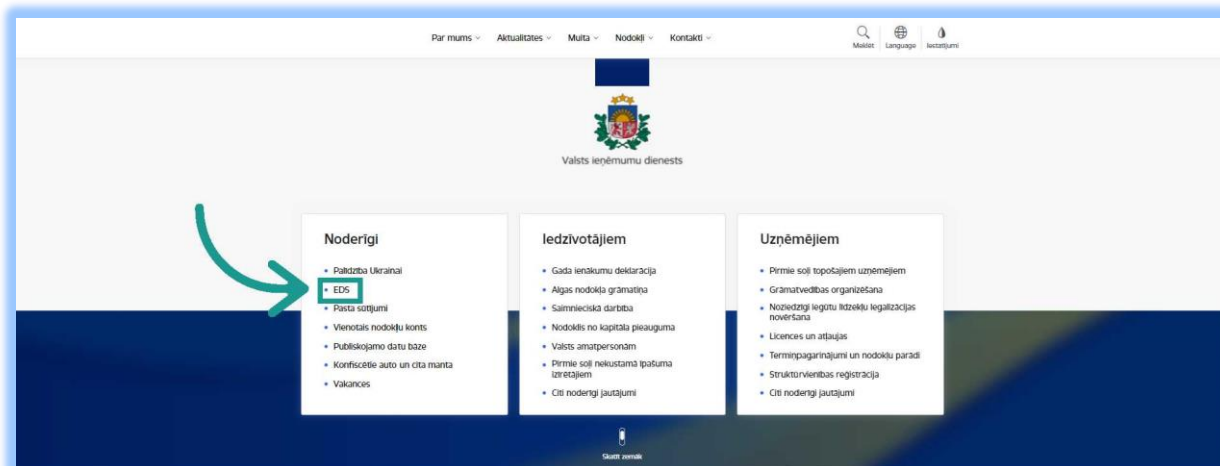 Par mums
Aktualitātes
Muita
Nodokļi
Kontakti
Meklēt
Language
Iestatījumi
Valsts ieņēmumu dienests
Noderīgi
Palīdzība Ukrainai
EDS
Pasta sūtījumi
Vienotais nodokļu konts
Publiskojamo datu bāze
Konfiscētie auto un cita manta
Vakances
Iedzīvotājiem
Gada ienākumu deklarācija
Algas nodokļa grāmatiņa
Saimnieciskā darbība
Nodoklis no kapitāla pieauguma
Valsts amatpersonām
Pirmie soļi nekustamā īpašuma
izīrētājiem
Citi noderīgi jautājumi
Uzņēmējiem
Pirmie soļi topošajiem uzņēmējiem
Grāmatvedības organizēšana
Noziedzīgi iegūtu līdzekļu legalizācijas
novēršana
Licences un atļaujas
Termiņpagarinājumi un nodokļu parādi
Struktūrvienības reģistrācija
Citi noderīgi jautājumi
Skatīt zemāk